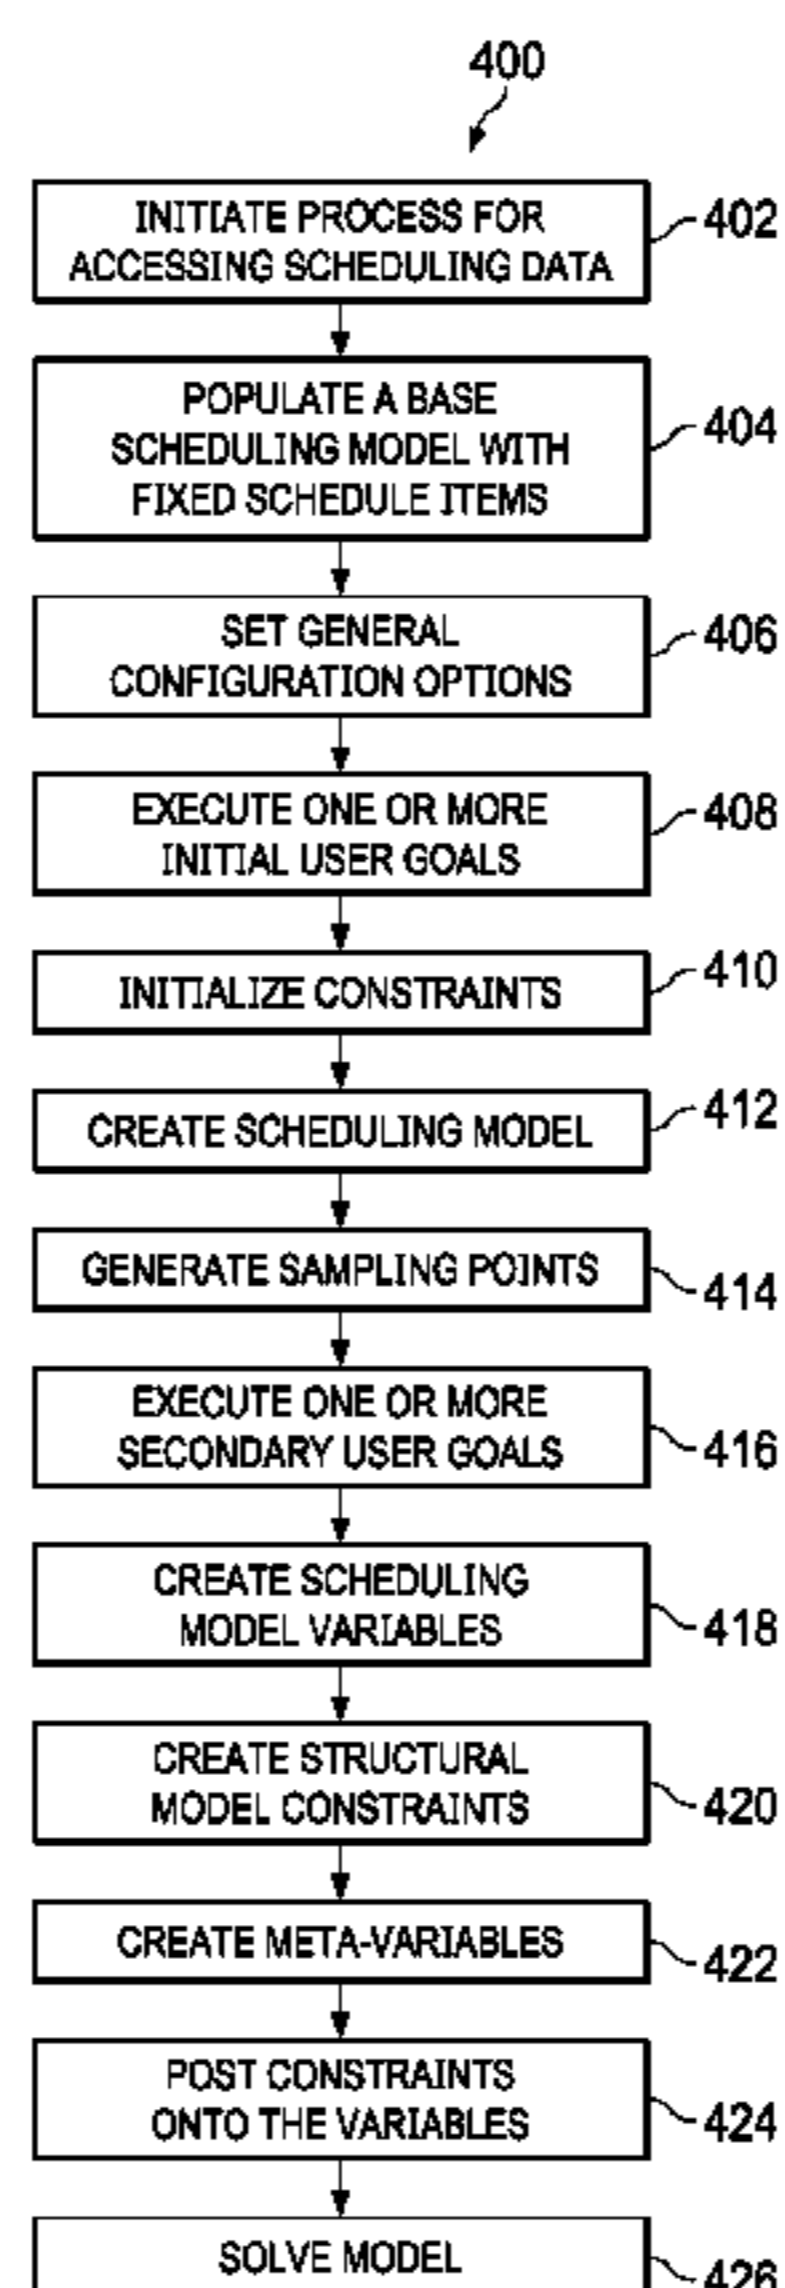 400
INITIATE PROCESS FOR
ACCESSING SCHEDULING DATA
402
POPULATE A BASE
SCHEDULING MODEL WITH
FIXED SCHEDULE ITEMS
404
SET GENERAL
CONFIGURATION OPTIONS
406
EXECUTE ONE OR MORE
INITIAL USER GOALS
408
INITIALIZE CONSTRAINTS
410
CREATE SCHEDULING MODEL
412
GENERATE SAMPLING POINTS
414
EXECUTE ONE OR MORE
SECONDARY USER GOALS
416
CREATE SCHEDULING
MODEL VARIABLES
418
CREATE STRUCTURAL
MODEL CONSTRAINTS
420
CREATE META-VARIABLES
422
POST CONSTRAINTS
ONTO THE VARIABLES
424
SOLVE MODEL
426